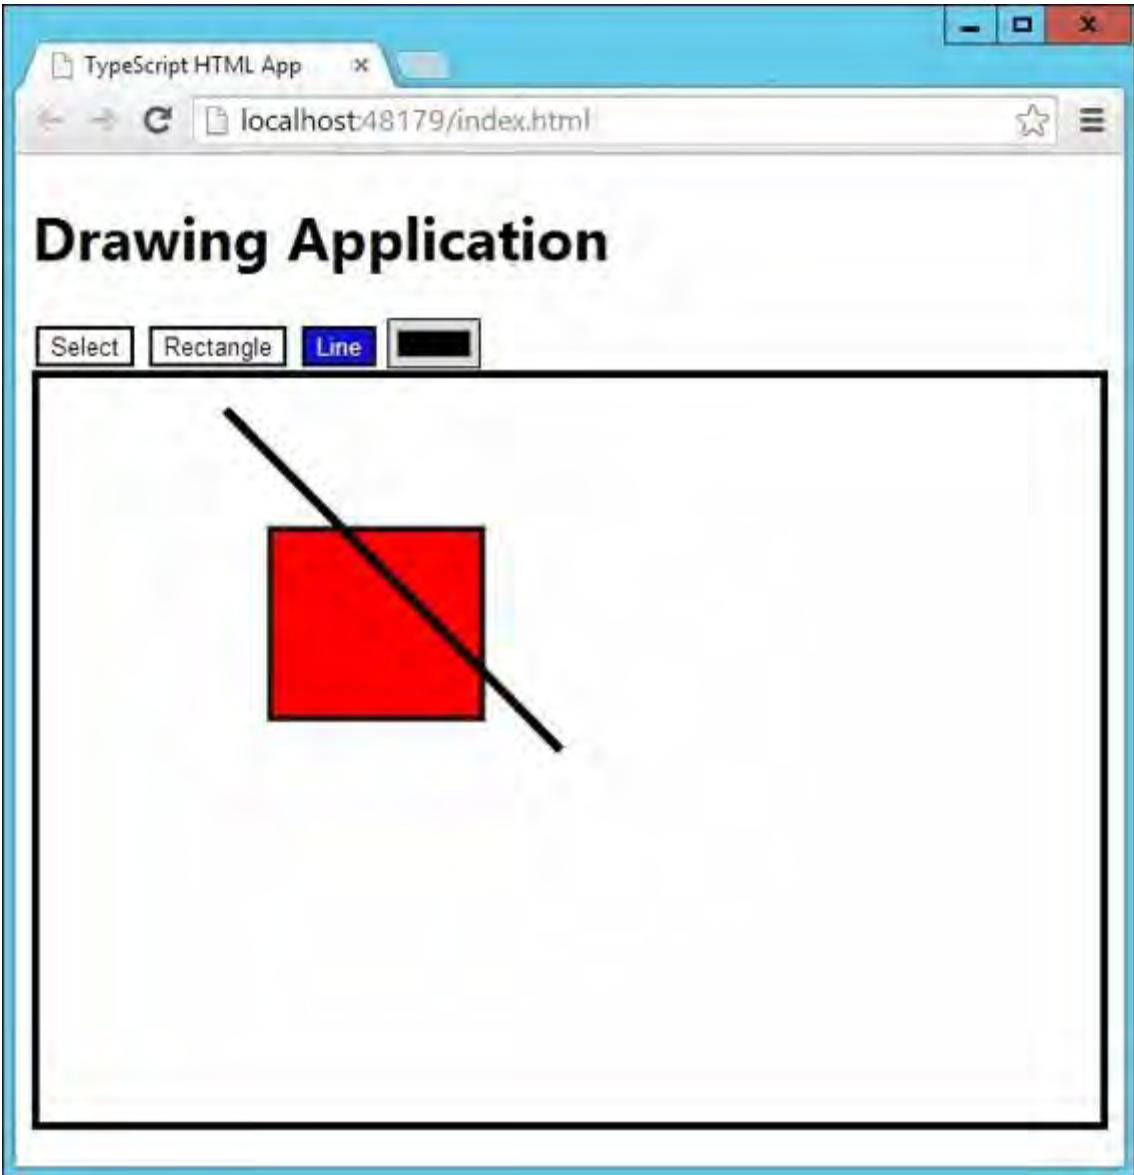 TypeScript HTML App
localhost:48179/index.html
Drawing Application
Select Rectangle Line